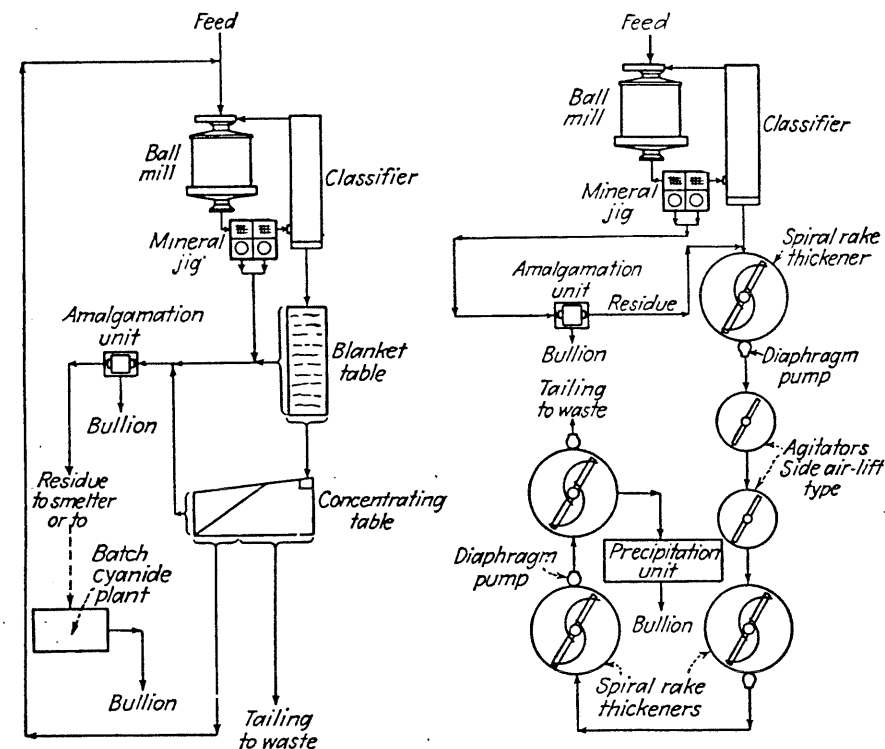 Feed
Ball
mill
Classifier
Mineral
jig
Amalgamation
unit
Blanket
table
Bullion
Residue
to smelter
or to
Concentrating
table
Batch
cyanide
plant
Bullion
Tailing
to waste
Feed
Ball
mill
Classifier
Mineral
jig
Spiral rake
thickener
Amalgamation
unit
Residue
Bullion
Diaphragm
pump
Tailing
to waste
Agitators
Side air-lift
type
Precipitation
unit
Diaphragm
pump
Bullion
Spiral rake
thickeners